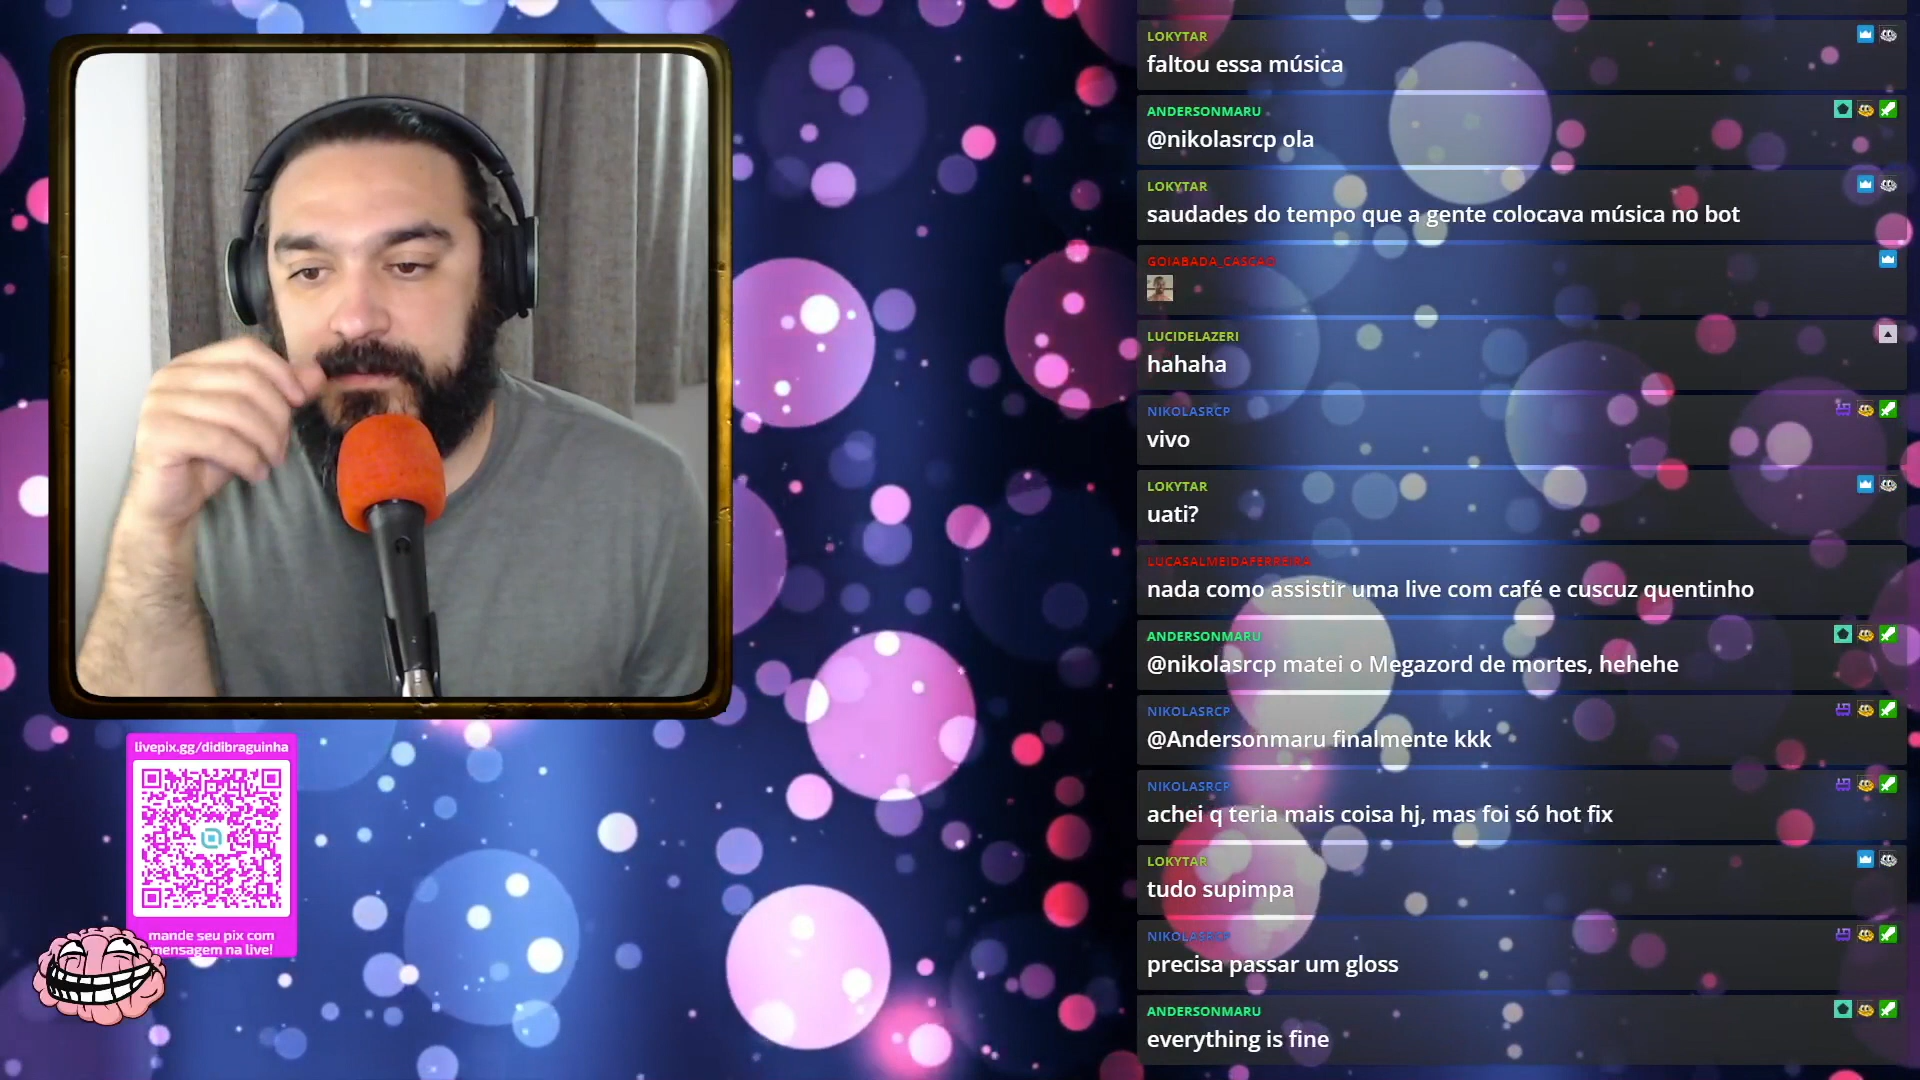 livepix.gg/didibraguinha
mande seu pix com
mensagem na live!
LOKYTAR
faltou essa música
ANDERSONMARU
@nikolasrcp ola
LOKYTAR
saudades do tempo que a gente colocava música no bot
GOIABADA_CASCAO
LUCIDELAZERI
hahaha
NIKOLASRCP
vivo
LOKYTAR
uati?
LUCASALMEIDAFERREIRA
nada como assistir uma live com café e cuscuz quentinho
ANDERSONMARU
@nikolasrcp matei o Megazord de mortes, hehehe
NIKOLASRCP
@Andersonmaru finalmente kkk
NIKOLASRCP
achei q teria mais coisa hj, mas foi só hot fix
LOKYTAR
tudo supimpa
NIKOLASRCP
precisa passar um gloss
ANDERSONMARU
everything is fine